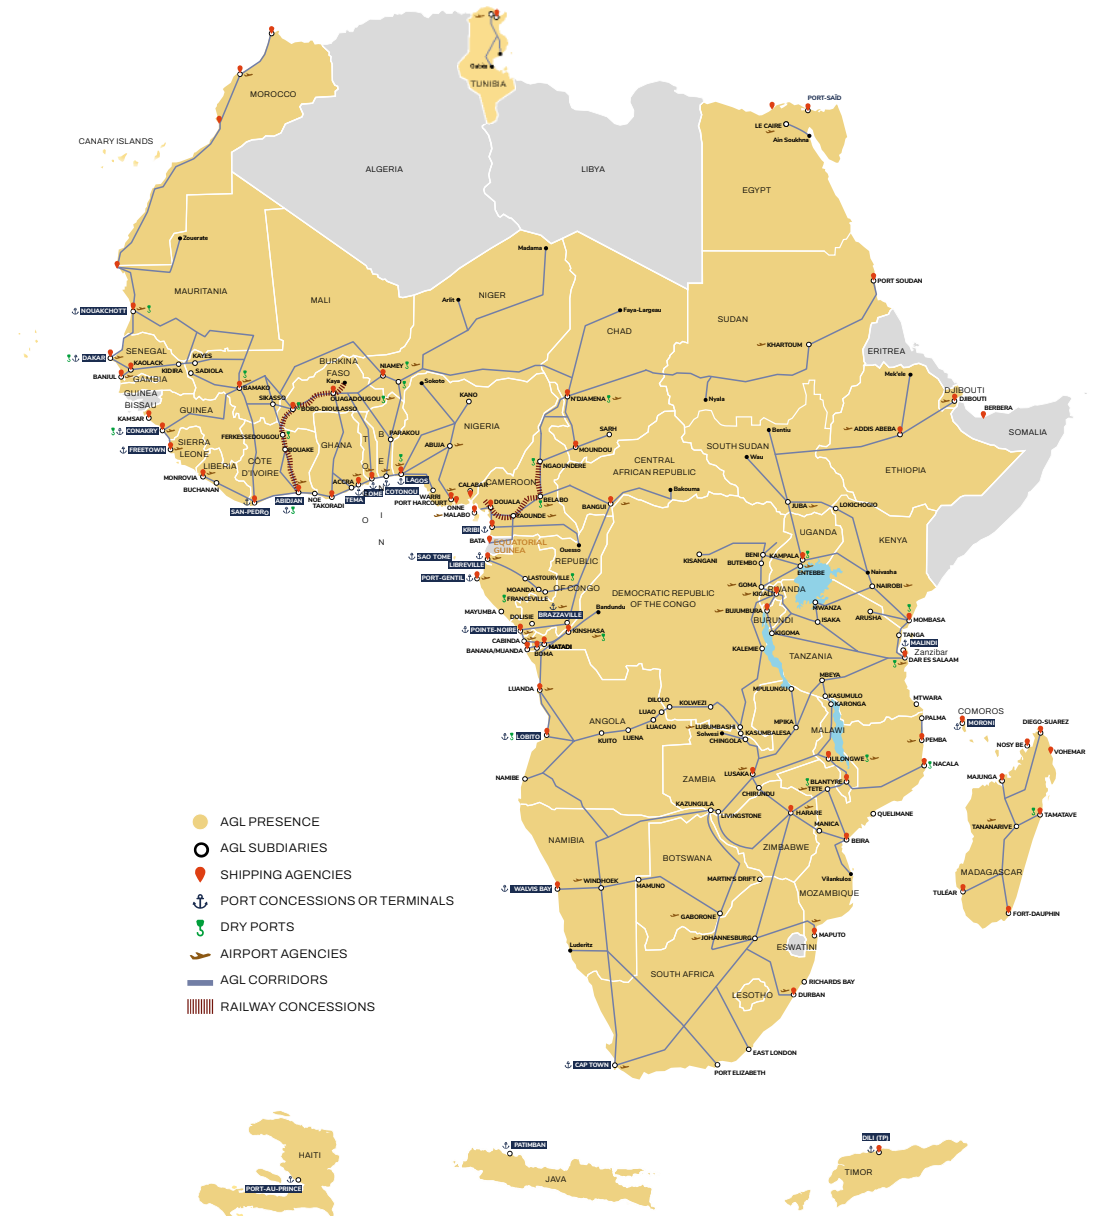 Gabès
TUNISIA
MOROCCO
CANARY ISLANDS
ALGERIA
LIBYA
PORT-SAÏD
LE CAIRE
Ain Soukhna
EGYPT
Zouerate
Madama
MAURITANIA
MALI
NIGER
Arlit
CHAD
Faya-Largeau
SUDAN
PORT SOUDAN
NOUAKCHOTT
KHARTOUM
ERITREA
SENEGAL
DAKAR
KAOLACK
KAYES
KIDIRA
SADIOLA
BANJUL
GAMBIA
BURKINA
FASO
Kaya
NIAMEY
Sokoto
BAMAKO
Mek'ele
DJIBOUTI
DJIBOUTI
BERBERA
GUINEA
BISSAU
KAMSAR
GUINEA
SIKASSO
OUAGADOUGOU
BOBO-DIOULASSO
KANO
N'DJAMENA
Nyala
CONAKRY
FERKESSEDOUGOU
PARAKOU
NIGERIA
SARH
Bentiu
ADDIS ABEBA
SOMALIA
FREETOWN
SIERRA
LEONE
BOUAKE
GHANA
T
O
B
E
N
I
N
ABUJA
MOUNDOU
SOUTH SUDAN
Wau
ETHIOPIA
LIBERIA
CÔTE
D'IVOIRE
NGAOUNDERE
CENTRAL
AFRICAN REPUBLIC
MONROVIA
BUCHANAN
ACCRA
LAGOS
COTONOU
WARRI
CALABAR
CAMEROON
Bakouma
SAN-PEDRO
ABIDJAN
NOE
TAKORADI
TEMA
PORT HARCOURT
ONNE
MALABO
DOUALA
YAOUNDE
BELABO
BANGUI
JUBA
LOKICHOGIO
KRIBI
BATA
EQUATORIAL
GUINEA
Ouesso
UGANDA
KENYA
SAO TOME
LIBREVILLE
REPUBLIC
OF CONGO
KISANGANI
BENI
BUTEMBO
KAMPALA
ENTEBBE
Naivasha
NAIROBI
PORT-GENTIL
LASTOURVILLE
MOANDA
FRANCEVILLE
DEMOCRATIC REPUBLIC
OF THE CONGO
GOMA
KIGALI
RWANDA
MWANZA
MAYUMBA
DOLISIE
BRAZZAVILLE
Bandundu
BUJUMBURA
BURUNDI
ISAKA
ARUSHA
MOMBASA
POINTE-NOIRE
KINSHASA
KIGOMA
TANGA
CABINDA
BANANA/MUANDA
BOMA
MATADI
KALEMIE
TANZANIA
MALINDI
Zanzibar
DAR ES SALAAM
LUANDA
MPULUNGU
MBEYA
KASUMULO
KARONGA
MTWARA
DILOLO
KOLWEZI
LUAO
LUACANO
ANGOLA
LUENA
KUITO
LOBITO
LUBUMBASHI
Solwesi
KASUMBALESA
CHINGOLA
MPIKA
MALAWI
PALMA
PEMBA
COMOROS
MORONI
DIEGO-SUAREZ
NOSY BE
VOHEMAR
NAMIBE
ZAMBIA
LUSAKA
CHIRUNDU
LILONGWE
BLANTYRE
TETE
NACALA
MAJUNGA
KAZUNGULA
LIVINGSTONE
HARARE
MANICA
QUELIMANE
TANANARIVE
TAMATAVE
NAMIBIA
BOTSWANA
ZIMBABWE
BEIRA
WALVIS BAY
WINDHOEK
MAMUNO
MARTIN'S DRIFT
Vilankulos
MOZAMBIQUE
MADAGASCAR
TULÉAR
FORT-DAUPHIN
GABORONE
JOHANNESBURG
MAPUTO
ESWATINI
Luderitz
SOUTH AFRICA
LESOTHO
RICHARDS BAY
DURBAN
EAST LONDON
PORT ELIZABETH
CAP TOWN
AGL PRESENCE
AGL SUBDIARIES
SHIPPING AGENCIES
PORT CONCESSIONS OR TERMINALS
DRY PORTS
AIRPORT AGENCIES
AGL CORRIDORS
RAILWAY CONCESSIONS
HAITI
PORT-AU-PRINCE
PATIMBAN
JAVA
DILI (TP)
TIMOR